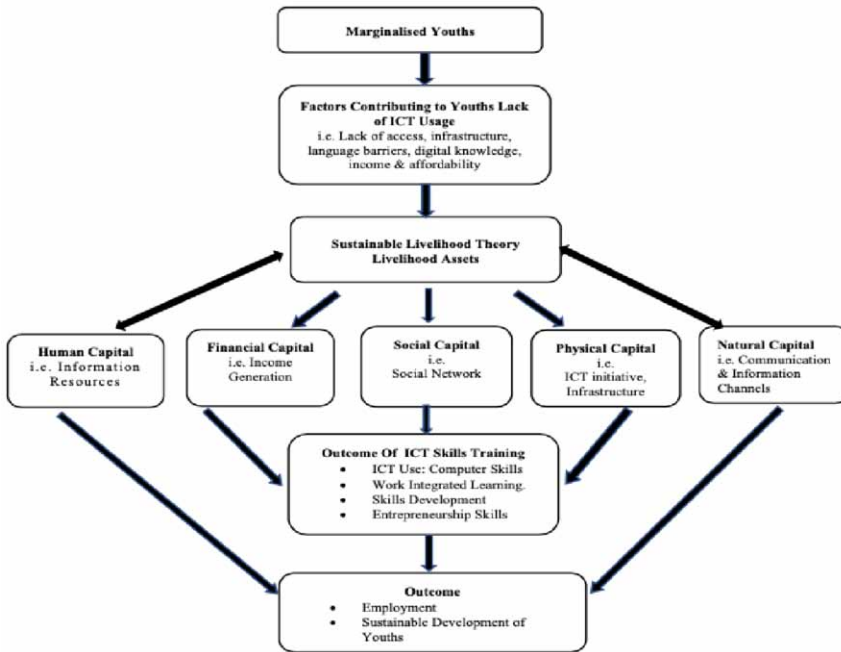 Marginalised Youths
Factors Contributing to Youths Lack
of ICT Usage
i.e. Lack of access, infrastructure,
language barriers, digital knowledge,
income & affordability
Sustainable Livelihood Theory
Livelihood Assets
Human Capital
i.e. Information
Resources
Financial Capital
i.e. Income
Generation
Social Capital
i.e.
Social Network
Physical Capital
i.e.
ICT initiative,
Infrastructure
Natural Capital
i.e. Communication
& Information
Channels
Outcome Of ICT Skills Training
• ICT Use: Computer Skills
• Work Integrated Learning.
• Skills Development
• Entrepreneurship Skills
Outcome
• Employment
• Sustainable Development of
Youths